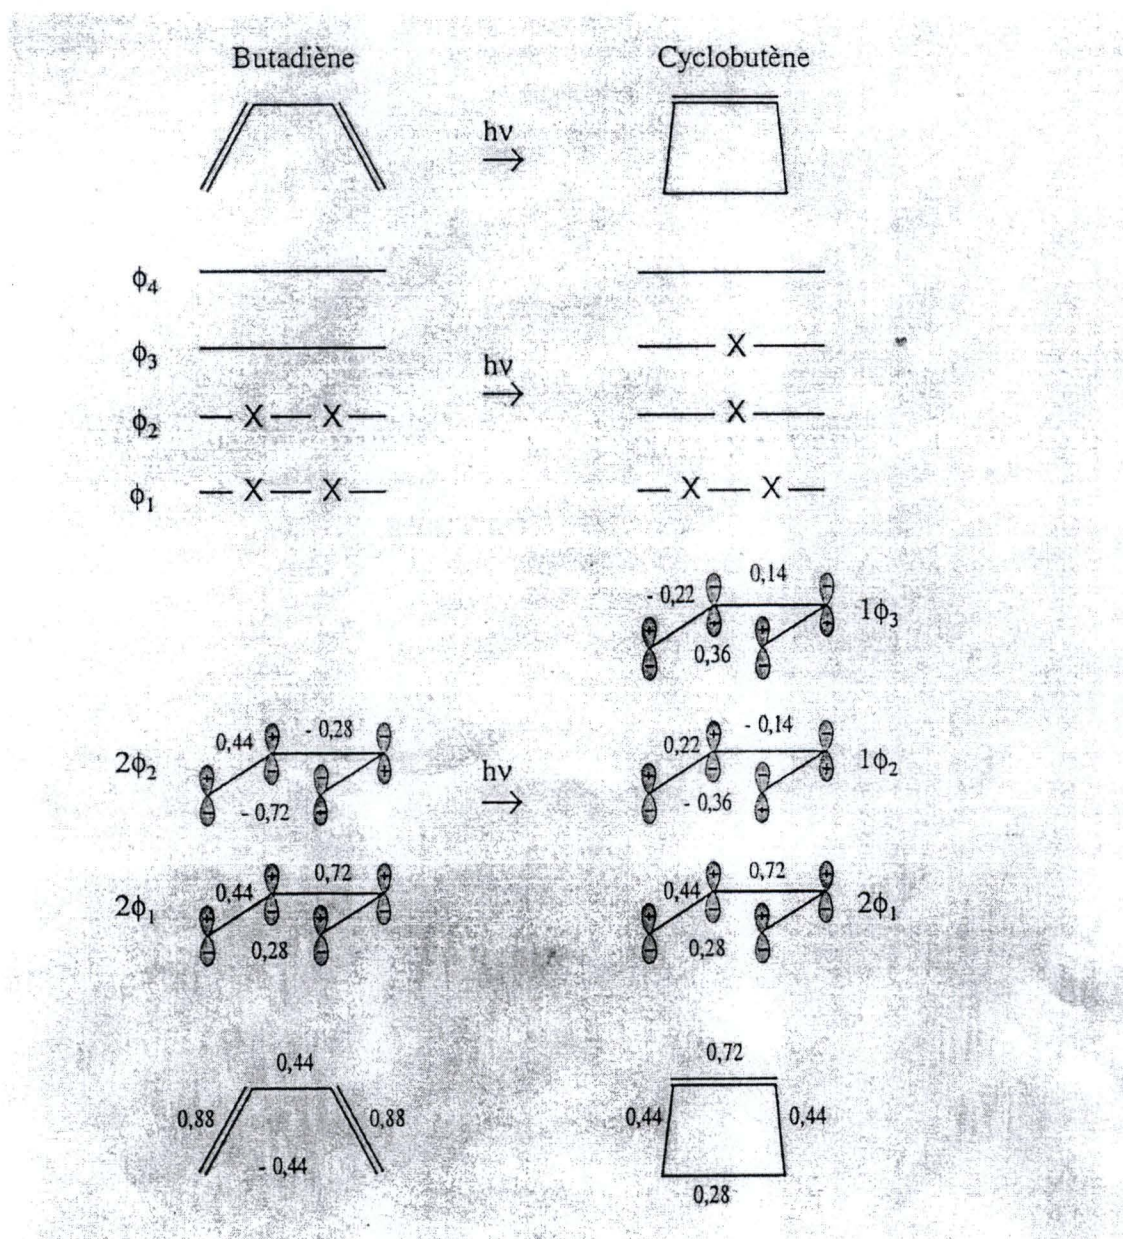 Butadiène Cyclobutène
hν
ϕ4
ϕ3 X
hν
ϕ2 X X X
ϕ1 X X X X
- 0,22 0,14 1ϕ3
+ - - +
- + + -
0,36
2ϕ2 0,44 - 0,28 hν 0,22 - 0,14 1ϕ2
+ + - - + + - -
- - + + - - + +
- 0,72 - 0,36
2ϕ1 0,44 0,72 0,44 0,72 2ϕ1
+ + + + + + + +
- - - - - - - -
0,28 0,28
0,44 0,72
0,88 0,88 0,44 0,44
- 0,44 0,28